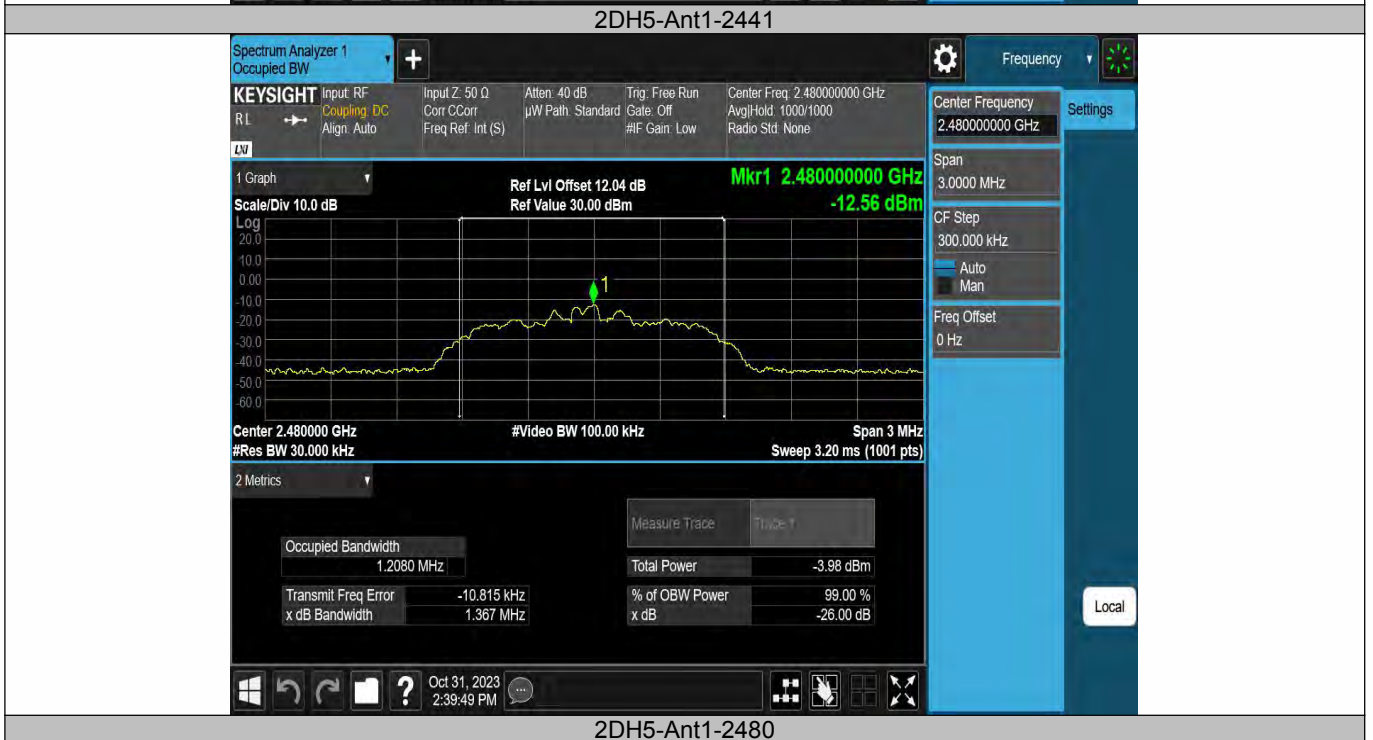 2DH5-Ant1-2441
Spectrum Analyzer 1
Occupied BW
Frequency
KEYSIGHT
RL
LXI
Input: RF
Coupling: DC
Align: Auto
Input Z: 50 Ω
Corr CCorr
Freq Ref: Int (S)
Atten: 40 dB
µW Path: Standard
Trig: Free Run
Gate: Off
#IF Gain: Low
Center Freq: 2.480000000 GHz
Avg|Hold: 1000/1000
Radio Std: None
Center Frequency
2.480000000 GHz
Settings
Span
3.0000 MHz
CF Step
300.000 kHz
Auto
Man
Freq Offset
0 Hz
1 Graph
Scale/Div 10.0 dB
Ref Lvl Offset 12.04 dB
Ref Value 30.00 dBm
Mkr1 2.480000000 GHz
-12.56 dBm
Log
20.0
10.0
0.00
-10.0
-20.0
-30.0
-40.0
-50.0
-60.0
1
Center 2.480000 GHz
#Video BW 100.00 kHz
Span 3 MHz
#Res BW 30.000 kHz
Sweep 3.20 ms (1001 pts)
2 Metrics
Measure Trace
Trace 1
Occupied Bandwidth
1.2080 MHz
Total Power
-3.98 dBm
Transmit Freq Error
-10.815 kHz
% of OBW Power
99.00 %
x dB Bandwidth
1.367 MHz
x dB
-26.00 dB
Local
?
Oct 31, 2023
2:39:49 PM
2DH5-Ant1-2480